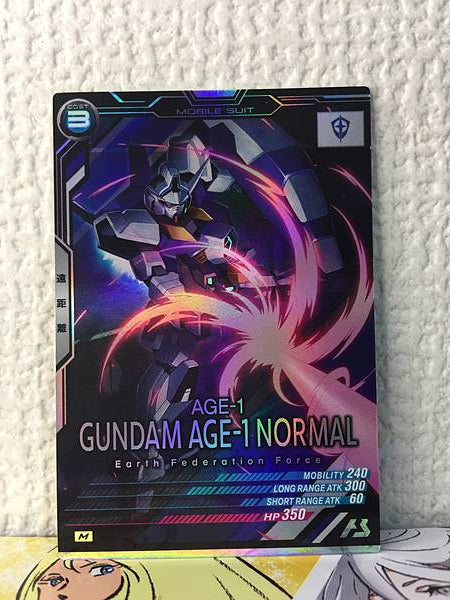 COST
3
MOBILE SUIT
遠距離
AGE-1
GUNDAM AGE-1 NORMAL
Earth Federation Force
MOBILITY 240
LONG RANGE ATK 300
SHORT RANGE ATK 60
HP 350
M